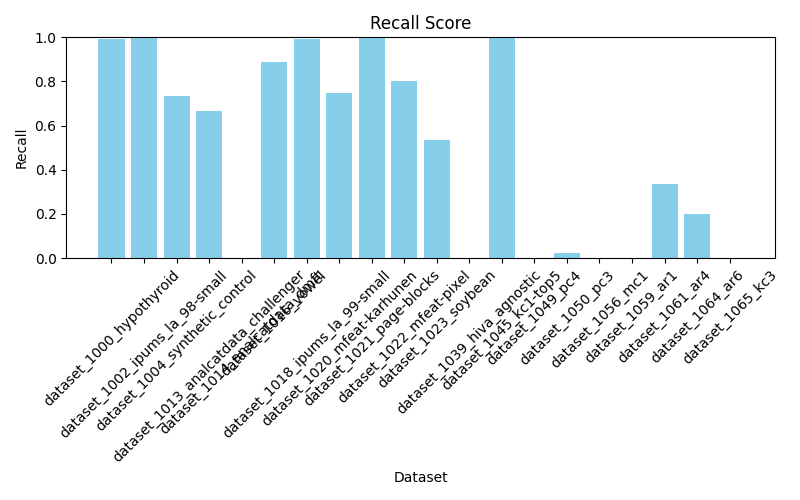 Recall Score
Recall
1.0
0.8
0.6
0.4
0.2
0.0
dataset_1000_hypothyroid
dataset_1002_ipums_la_98-small
dataset_1004_synthetic_control
dataset_1013_analcatdata_challenger
dataset_1014_analcatdata_dmft
dataset_1016_vowel
dataset_1018_ipums_la_99-small
dataset_1020_mfeat-karhunen
dataset_1021_page-blocks
dataset_1022_mfeat-pixel
dataset_1023_soybean
dataset_1039_hiva_agnostic
dataset_1045_kc1-top5
dataset_1049_pc4
dataset_1050_pc3
dataset_1056_mc1
dataset_1059_ar1
dataset_1061_ar4
dataset_1064_ar6
dataset_1065_kc3
Dataset